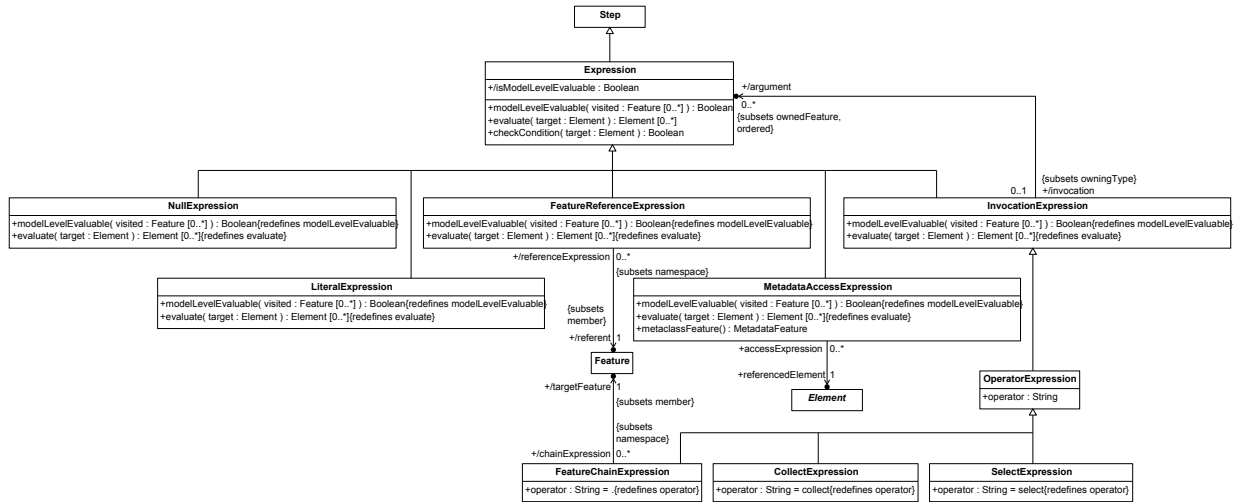 Step
Expression
+/isModelLevelEvaluable : Boolean
+modelLevelEvaluable( visited : Feature [0..*] ) : Boolean
+evaluate( target : Element ) : Element [0..*]
+checkCondition( target : Element ) : Boolean
+/argument
0..*
{subsets ownedFeature,
ordered}
{subsets owningType}
0..1
+/invocation
NullExpression
+modelLevelEvaluable( visited : Feature [0..*] ) : Boolean{redefines modelLevelEvaluable}
+evaluate( target : Element ) : Element [0..*]{redefines evaluate}
FeatureReferenceExpression
+modelLevelEvaluable( visited : Feature [0..*] ) : Boolean{redefines modelLevelEvaluable}
+evaluate( target : Element ) : Element [0..*]{redefines evaluate}
InvocationExpression
+modelLevelEvaluable( visited : Feature [0..*] ) : Boolean{redefines modelLevelEvaluable}
+evaluate( target : Element ) : Element [0..*]{redefines evaluate}
+/referenceExpression 0..*
{subsets namespace}
LiteralExpression
+modelLevelEvaluable( visited : Feature [0..*] ) : Boolean{redefines modelLevelEvaluable}
+evaluate( target : Element ) : Element [0..*]{redefines evaluate}
MetadataAccessExpression
+modelLevelEvaluable( visited : Feature [0..*] ) : Boolean{redefines modelLevelEvaluable}
+evaluate( target : Element ) : Element [0..*]{redefines evaluate}
+metaclassFeature() : MetadataFeature
{subsets
member}
+/referent 1
Feature
+/targetFeature 1
{subsets member}
+accessExpression 0..*
+referencedElement 1
Element
OperatorExpression
+operator : String
{subsets
namespace}
+/chainExpression 0..*
FeatureChainExpression
+operator : String = .{redefines operator}
CollectExpression
+operator : String = collect{redefines operator}
SelectExpression
+operator : String = select{redefines operator}